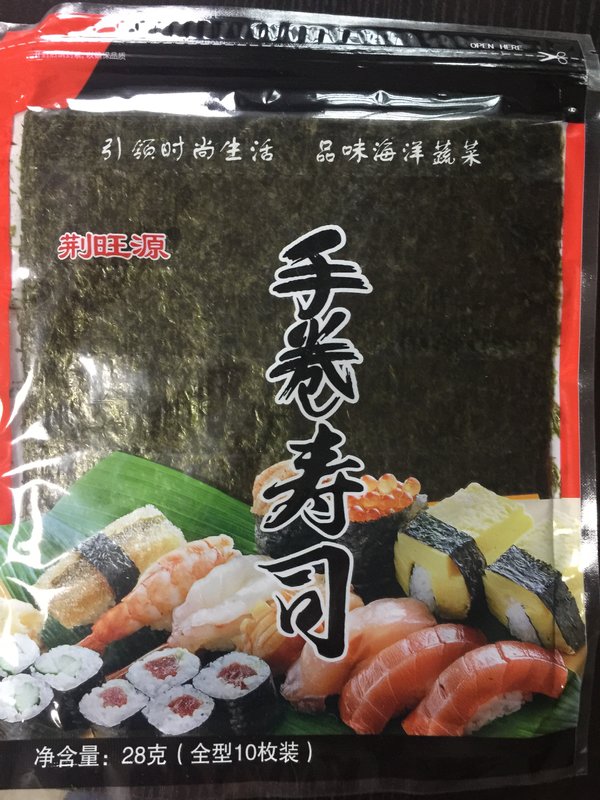 OPEN HERE
引领时尚生活 品味海洋蔬菜
荆旺源
手卷寿司
净含量：28克（全型10枚装）